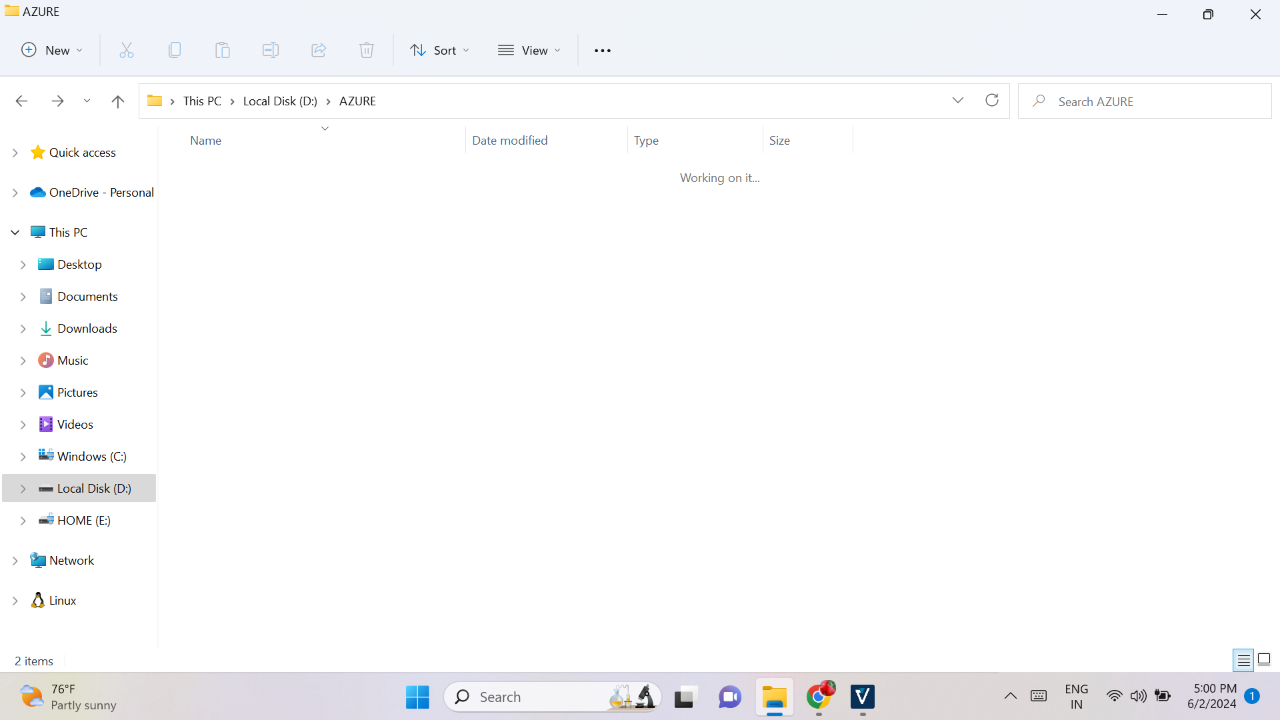 AZURE
New
Sort
View
This PC
Local Disk (D:)
AZURE
Search AZURE
Name
Date modified
Type
Size
Working on it...
Quick access
OneDrive - Personal
This PC
Desktop
Documents
Downloads
Music
Pictures
Videos
Windows (C:)
Local Disk (D:)
HOME (E:)
Network
Linux
2 items
76°F
Partly sunny
Search
ENG
IN
5:00 PM
6/2/2024
1